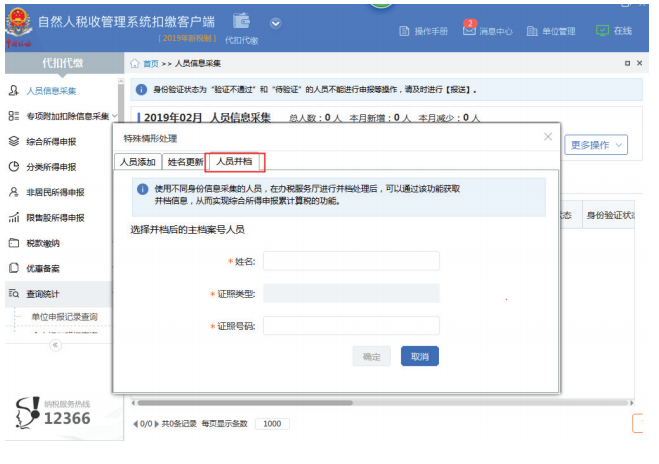 自然人税收管理系统扣缴客户端
[ 2019年新税制 ]
代扣代缴
操作手册
2
消息中心
单位管理
在线
代扣代缴
首页 >> 人员信息采集
人员信息采集
专项附加扣除信息采集
综合所得申报
分类所得申报
非居民所得申报
限售股所得申报
税款缴纳
优惠备案
查询统计
单位申报记录查询
纳税服务热线
12366
身份验证状态为“验证不通过”和“待验证”的人员不能进行申报等操作，请及时进行【报送】。
2019年02月 人员信息采集 总人数：0 人 本月新增：0 人 本月减少：0 人
更多操作
特殊情形处理
人员添加
姓名更新
人员并档
使用不同身份信息采集的人员，在办税服务厅进行并档处理后，可以通过该功能获取
并档信息，从而实现综合所得申报累计算税的功能。
选择并档后的主档案号人员
*姓名:
*证照类型:
*证照号码:
确定
取消
态
身份验证状
0/0 共0条记录 每页显示条数 1000